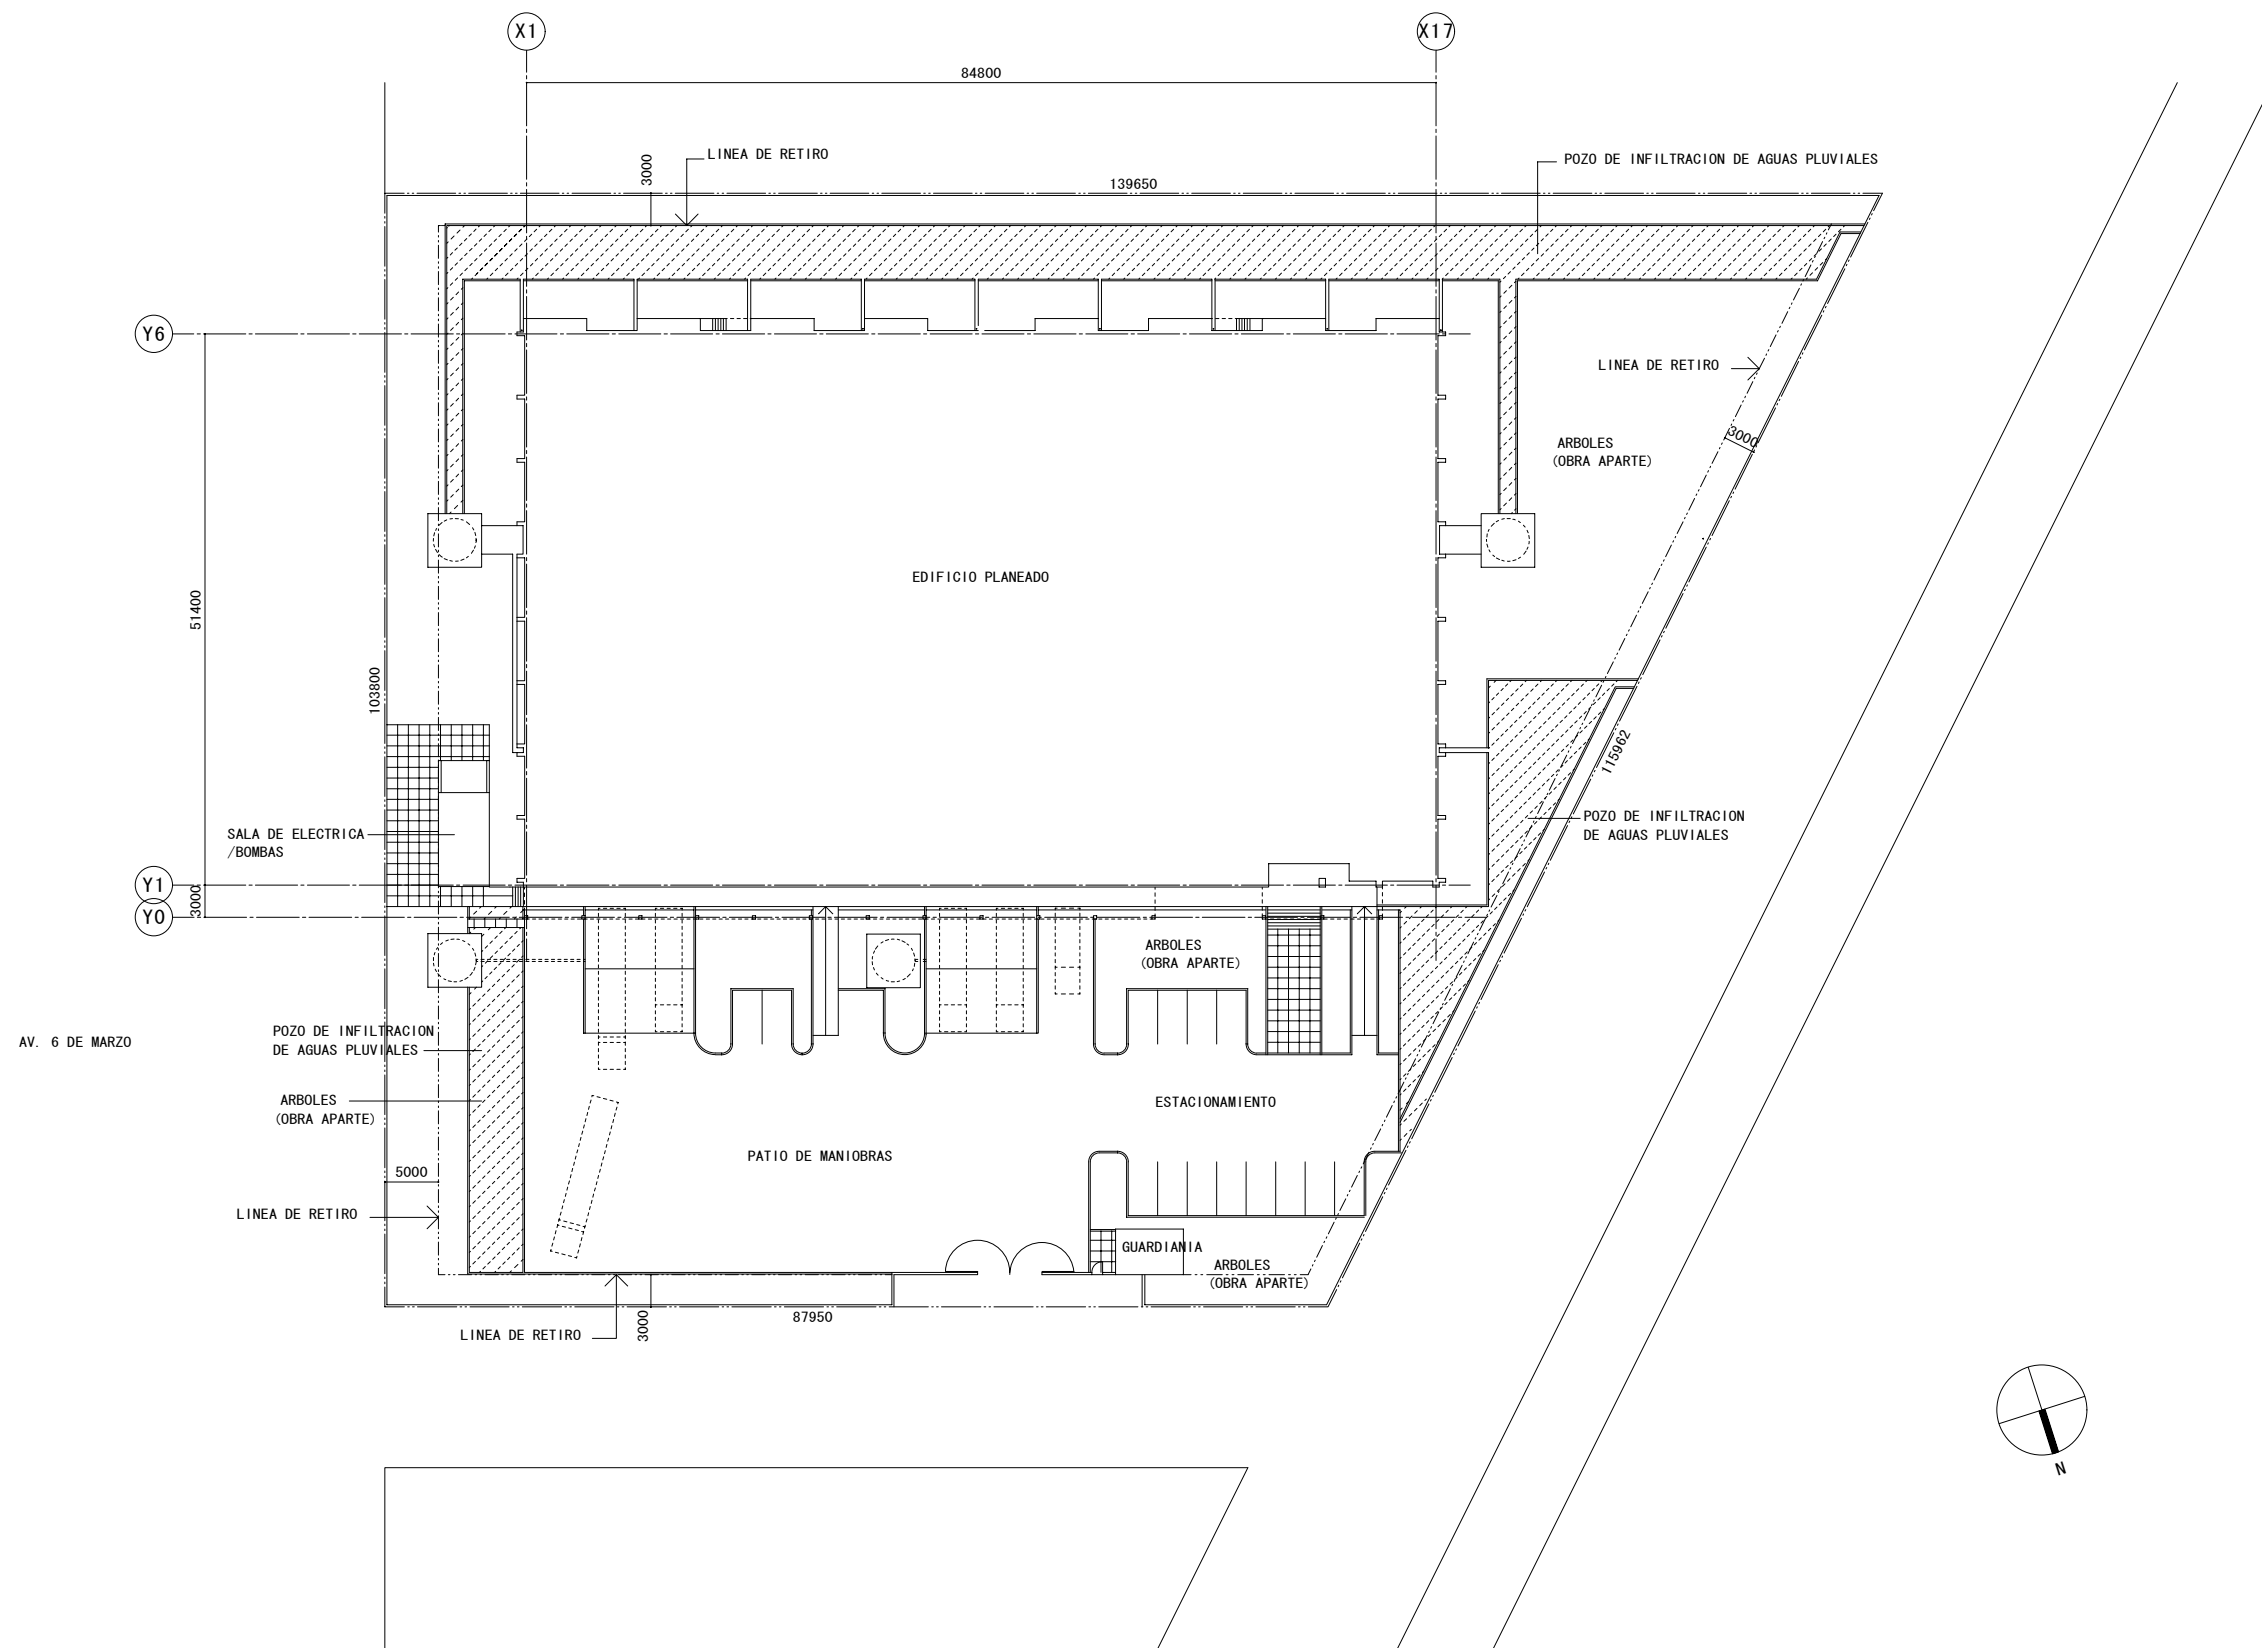 X1
X17
84800
LINEA DE RETIRO
3000
POZO DE INFILTRACION DE AGUAS PLUVIALES
139650
Y6
LINEA DE RETIRO
3000
ARBOLES
(OBRA APARTE)
EDIFICIO PLANEADO
51400
103800
115962
POZO DE INFILTRACION
DE AGUAS PLUVIALES
SALA DE ELECTRICA
/BOMBAS
Y1
3000
Y0
ARBOLES
(OBRA APARTE)
AV. 6 DE MARZO
POZO DE INFILTRACION
DE AGUAS PLUVIALES
ARBOLES
(OBRA APARTE)
ESTACIONAMIENTO
PATIO DE MANIOBRAS
5000
LINEA DE RETIRO
GUARDIANIA
ARBOLES
(OBRA APARTE)
87950
3000
LINEA DE RETIRO
N